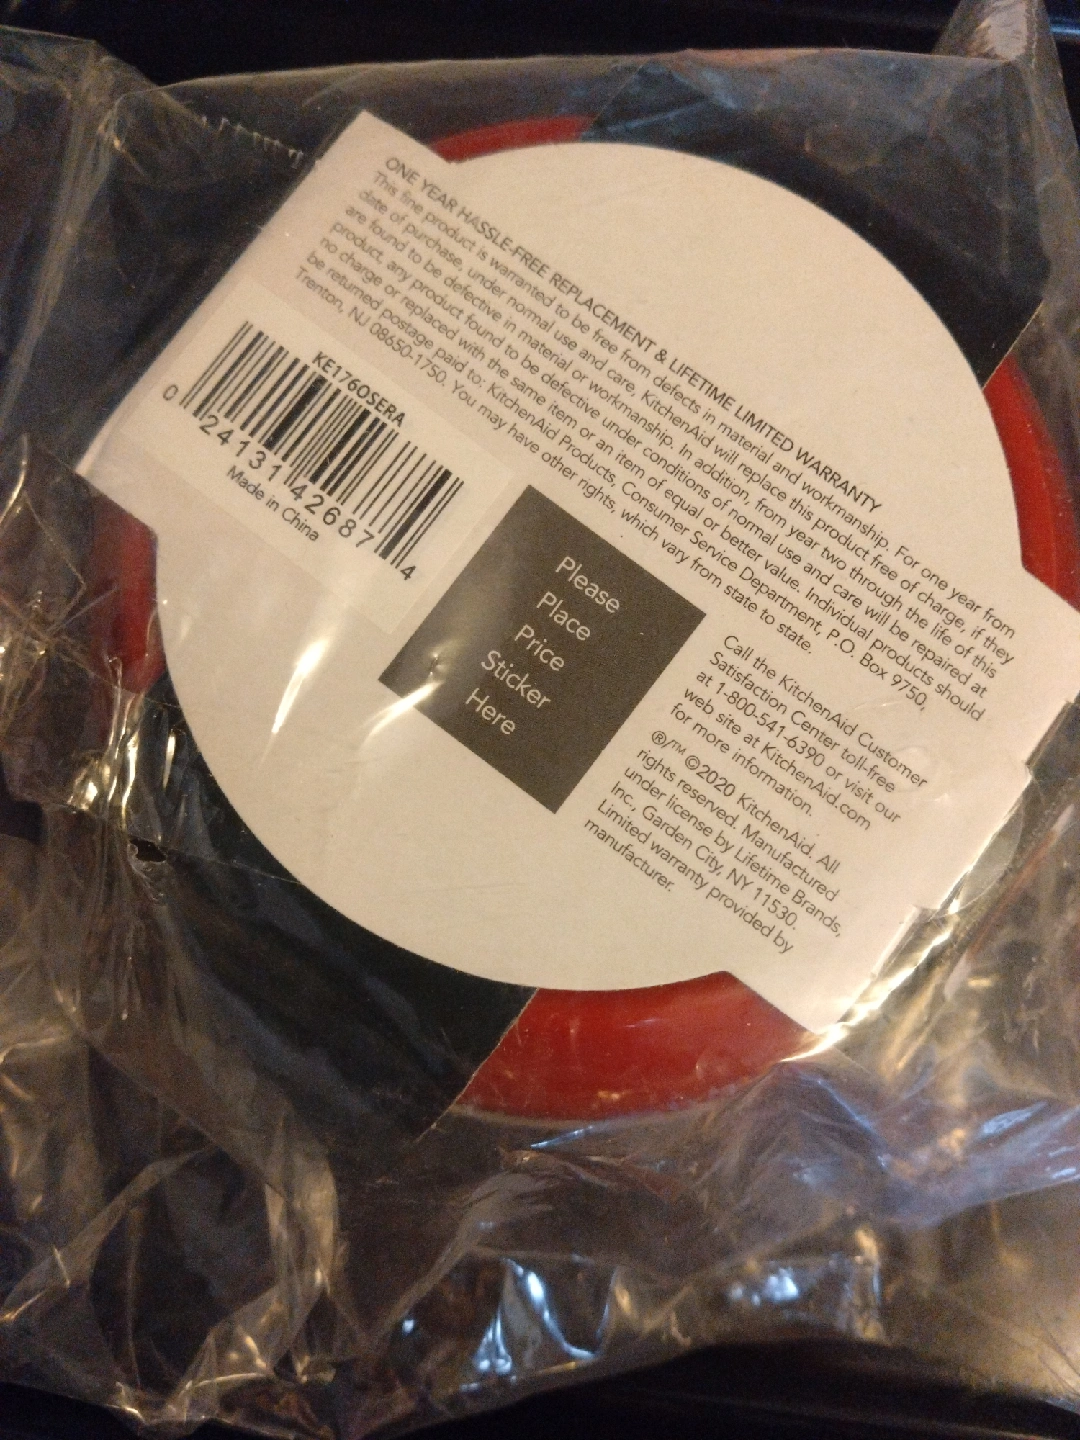 ONE YEAR HASSLE-FREE REPLACEMENT & LIFETIME LIMITED WARRANTY
This fine product is warranted to be free from defects in material and workmanship. For one year from
date of purchase, under normal use and care, KitchenAid will replace this product free of charge, if they
are found to be defective in material or workmanship. In addition, from year two through the life of this
product, any product found to be defective under conditions of normal use and care will be repaired at
no charge or replaced with the same item or an item of equal or better value. Individual products should
be returned postage paid to: KitchenAid Products, Consumer Service Department, P.O. Box 9750,
Trenton, NJ 08650-1750. You may have other rights, which vary from state to state.
KE176OSERA
0 24131 42687 4
Made in China
Please
Place
Price
Sticker
Here
Call the KitchenAid Customer
Satisfaction Center toll-free
at 1-800-541-6390 or visit our
web site at KitchenAid.com
for more information.
®/™ ©2020 KitchenAid. All
rights reserved. Manufactured
under license by Lifetime Brands,
Inc., Garden City, NY 11530.
Limited warranty provided by
manufacturer.